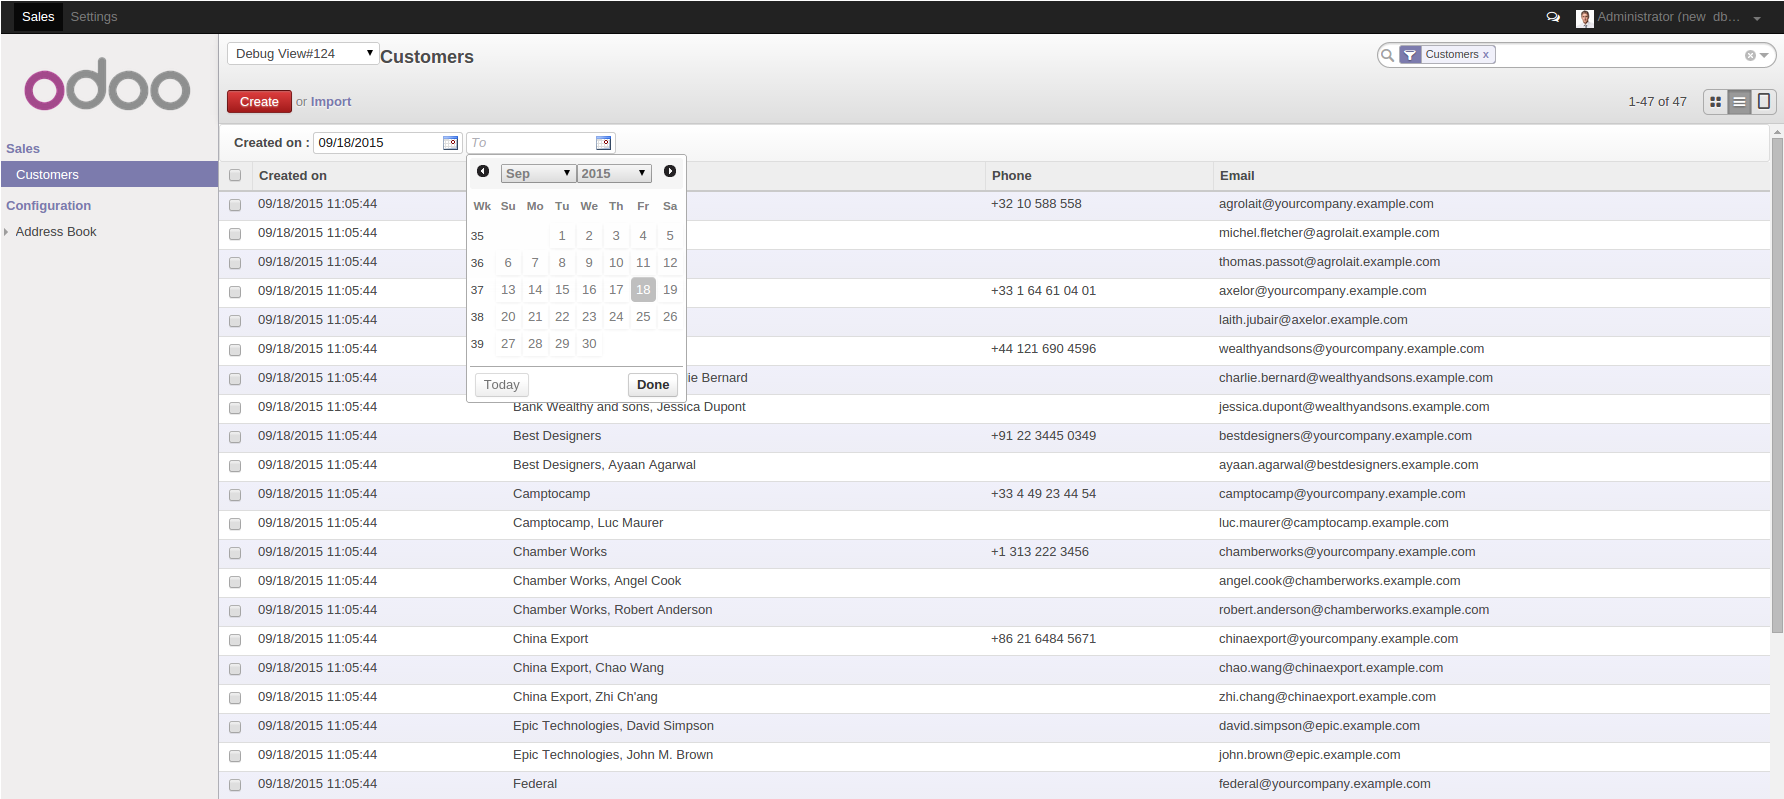 Sales Settings Administrator (new_db...
odoo
Debug View#124 Customers Customers x
Create or Import 1-47 of 47
Sales
Customers
Configuration
Address Book
Created on : 09/18/2015 To
Sep 2015
Wk Su Mo Tu We Th Fr Sa
35 1 2 3 4 5
36 6 7 8 9 10 11 12
37 13 14 15 16 17 18 19
38 20 21 22 23 24 25 26
39 27 28 29 30
Today Done
Created on Phone Email
09/18/2015 11:05:44 +32 10 588 558 agrolait@yourcompany.example.com
09/18/2015 11:05:44 michel.fletcher@agrolait.example.com
09/18/2015 11:05:44 thomas.passot@agrolait.example.com
09/18/2015 11:05:44 +33 1 64 61 04 01 axelor@yourcompany.example.com
09/18/2015 11:05:44 laith.jubair@axelor.example.com
09/18/2015 11:05:44 +44 121 690 4596 wealthyandsons@yourcompany.example.com
09/18/2015 11:05:44 ie Bernard charlie.bernard@wealthyandsons.example.com
09/18/2015 11:05:44 Bank Wealthy and sons, Jessica Dupont jessica.dupont@wealthyandsons.example.com
09/18/2015 11:05:44 Best Designers +91 22 3445 0349 bestdesigners@yourcompany.example.com
09/18/2015 11:05:44 Best Designers, Ayaan Agarwal ayaan.agarwal@bestdesigners.example.com
09/18/2015 11:05:44 Camptocamp +33 4 49 23 44 54 camptocamp@yourcompany.example.com
09/18/2015 11:05:44 Camptocamp, Luc Maurer luc.maurer@camptocamp.example.com
09/18/2015 11:05:44 Chamber Works +1 313 222 3456 chamberworks@yourcompany.example.com
09/18/2015 11:05:44 Chamber Works, Angel Cook angel.cook@chamberworks.example.com
09/18/2015 11:05:44 Chamber Works, Robert Anderson robert.anderson@chamberworks.example.com
09/18/2015 11:05:44 China Export +86 21 6484 5671 chinaexport@yourcompany.example.com
09/18/2015 11:05:44 China Export, Chao Wang chao.wang@chinaexport.example.com
09/18/2015 11:05:44 China Export, Zhi Ch'ang zhi.chang@chinaexport.example.com
09/18/2015 11:05:44 Epic Technologies, David Simpson david.simpson@epic.example.com
09/18/2015 11:05:44 Epic Technologies, John M. Brown john.brown@epic.example.com
09/18/2015 11:05:44 Federal federal@yourcompany.example.com